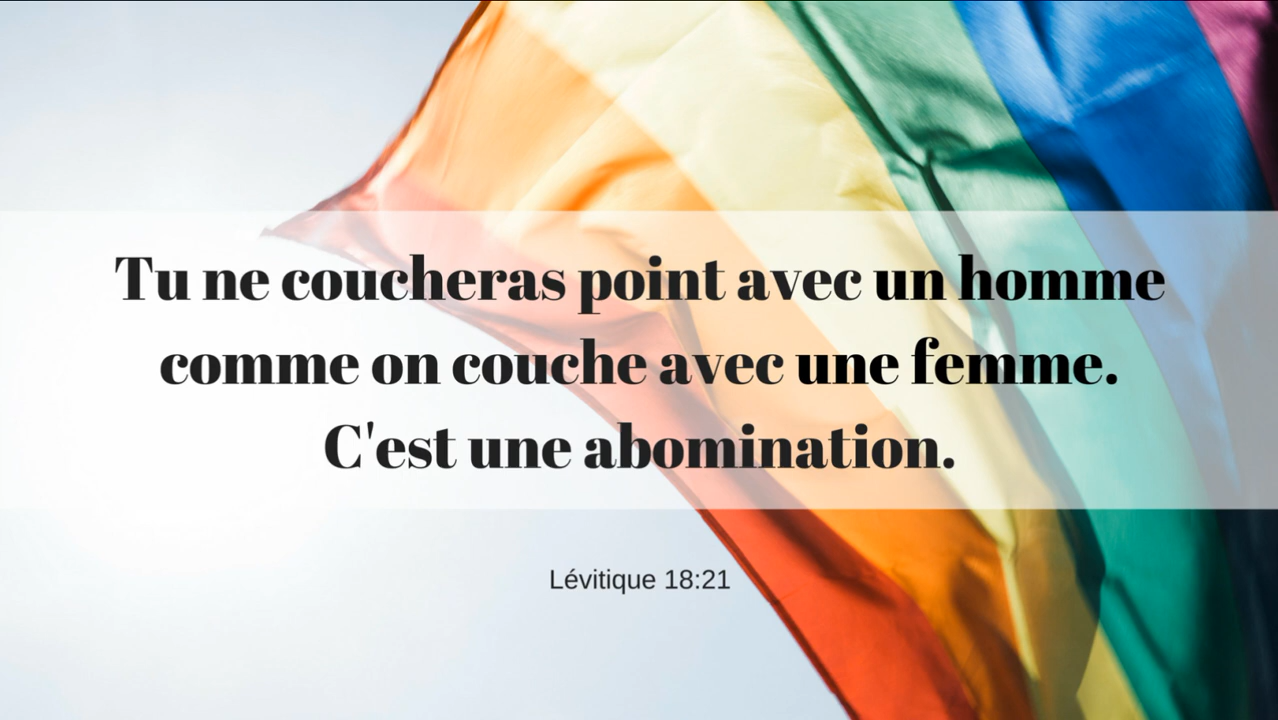 Tu ne coucheras point avec un homme
comme on couche avec une femme.
C'est une abomination.
Lévitique 18:21